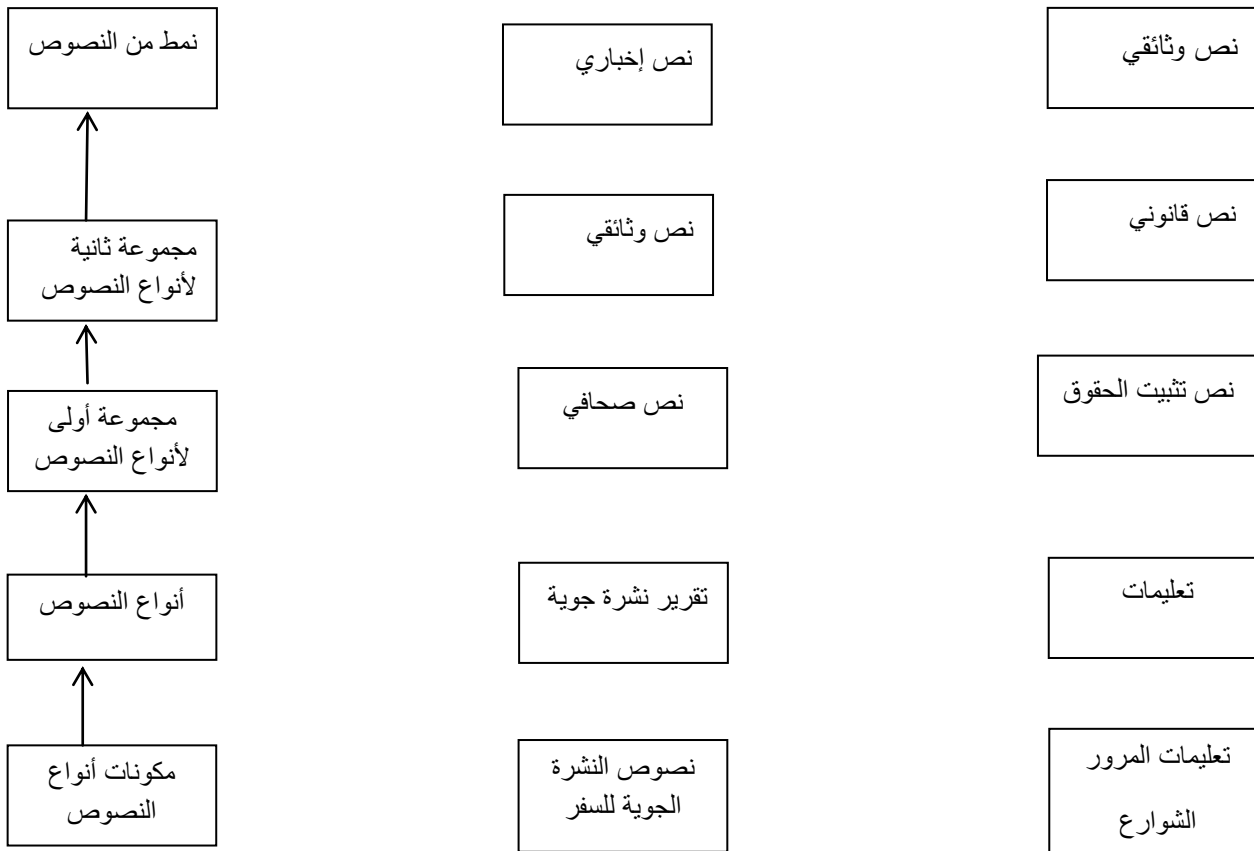 نص وثائقي
نص إخباري
نمط من النصوص
نص قانوني
نص وثائقي
مجموعة ثانية
لأنواع النصوص
نص تثبيت الحقوق
نص صحافي
مجموعة أولى
لأنواع النصوص
تعليمات
تقرير نشرة جوية
أنواع النصوص
تعليمات المرور
الشوارع
نصوص النشرة
الجوية للسفر
مكونات أنواع
النصوص